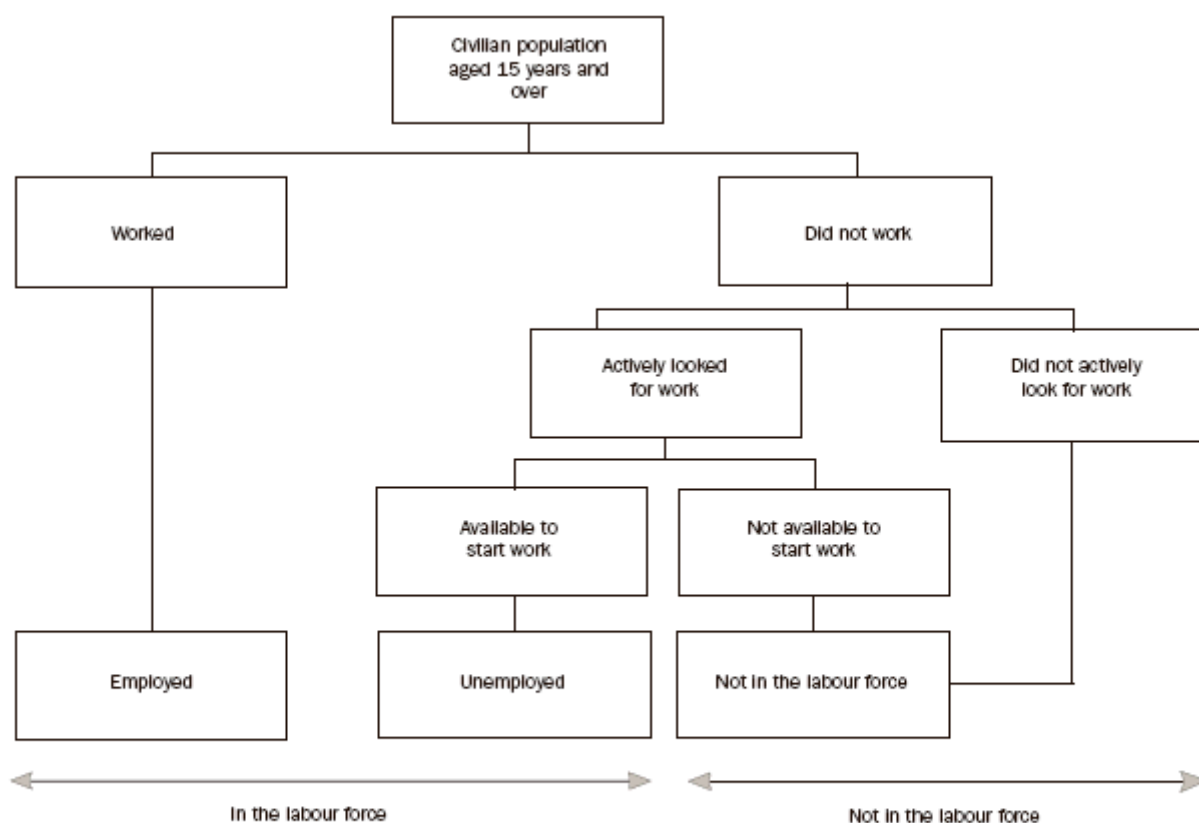 Civilian population
aged 15 years and
over
Worked
Did not work
Actively looked
for work
Did not actively
look for work
Available to
start work
Not available to
start work
Employed
Unemployed
Not in the labour force
In the labour force
Not in the labour force